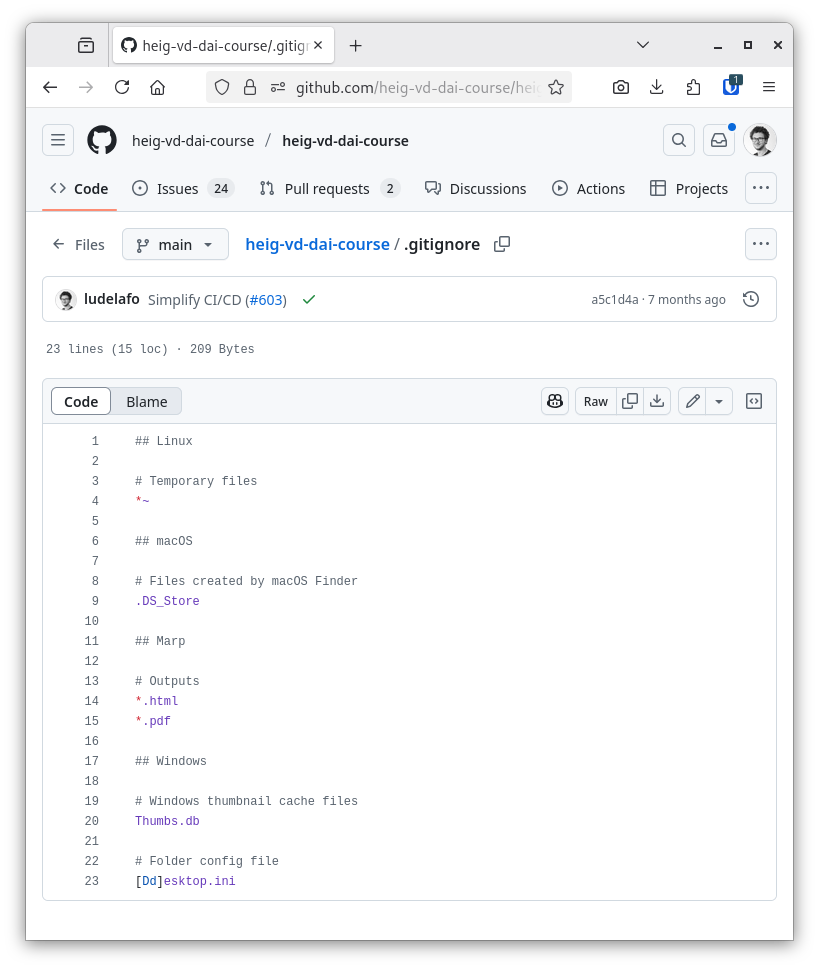 heig-vd-dai-course/.gitig
github.com/heig-vd-dai-course/heig
1
heig-vd-dai-course / heig-vd-dai-course
Code Issues 24 Pull requests 2 Discussions Actions Projects
Files main heig-vd-dai-course / .gitignore
ludelafo Simplify CI/CD (#603) a5c1d4a · 7 months ago
23 lines (15 loc) · 209 Bytes
Code Blame Raw
1 ## Linux
2
3 # Temporary files
4 *~
5
6 ## macOS
7
8 # Files created by macOS Finder
9 .DS_Store
10
11 ## Marp
12
13 # Outputs
14 *.html
15 *.pdf
16
17 ## Windows
18
19 # Windows thumbnail cache files
20 Thumbs.db
21
22 # Folder config file
23 [Dd]esktop.ini